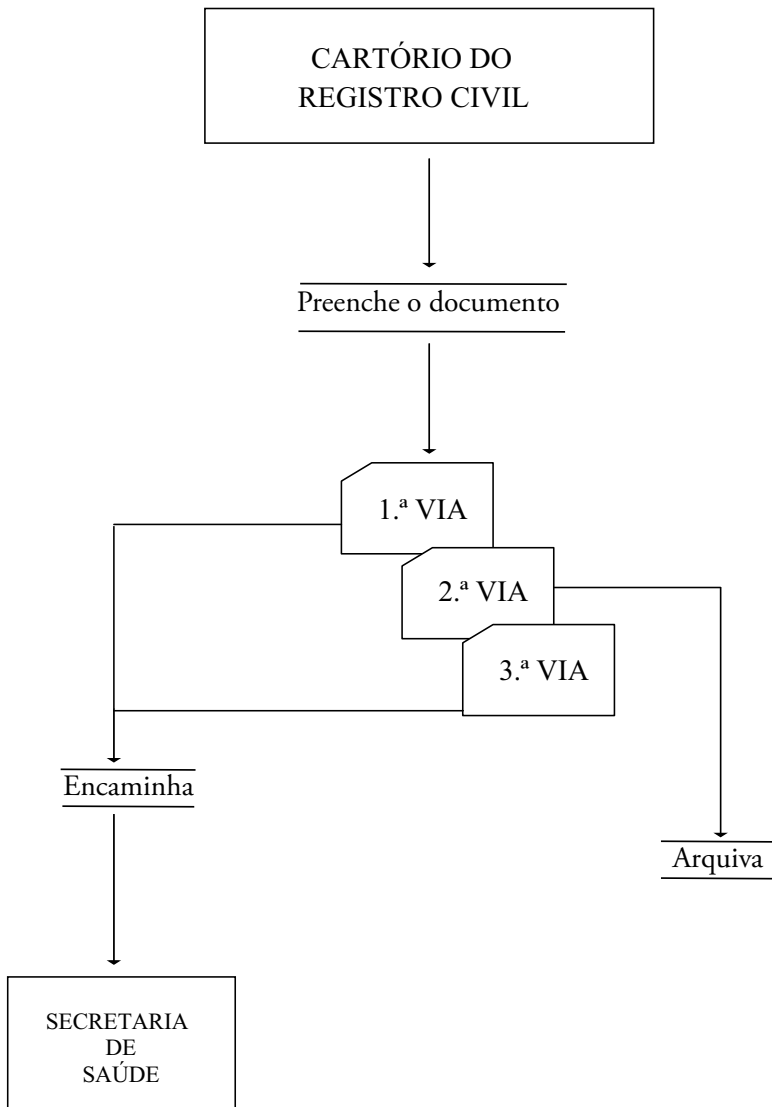 CARTÓRIO DO
REGISTRO CIVIL
Preenche o documento
1.ª VIA
2.ª VIA
3.ª VIA
Encaminha
Arquiva
SECRETARIA
DE
SAÚDE